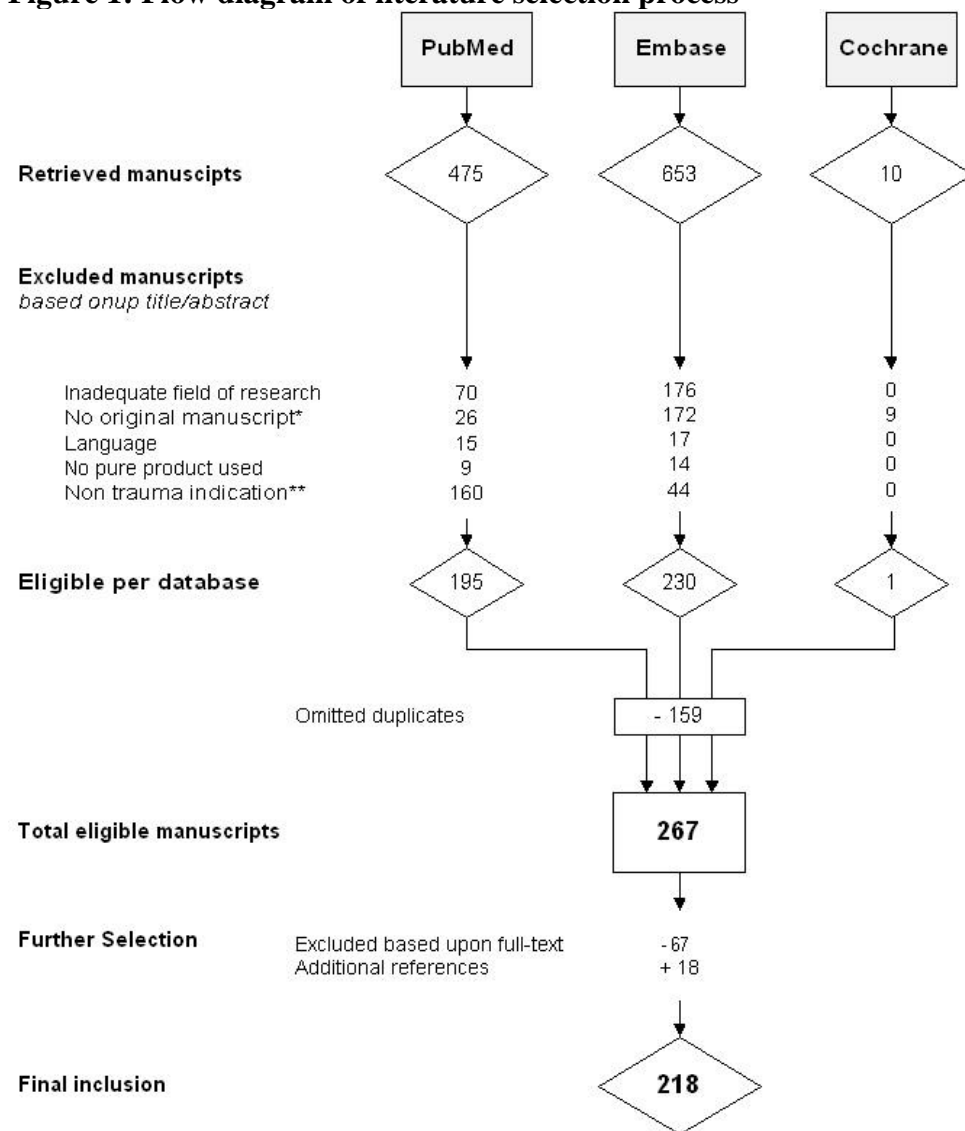 Figure 1: Flow diagram of literature selection process
PubMed Embase Cochrane
Retrieved manuscipts 475 653 10
Excluded manuscripts
based onup title/abstract
Inadequate field of research 70 176 0
No original manuscript* 26 172 9
Language 15 17 0
No pure product used 9 14 0
Non trauma indication** 160 44 0
Eligible per database 195 230 1
Omitted duplicates - 159
Total eligible manuscripts 267
Further Selection
Excluded based upon full-text -67
Additional references + 18
Final inclusion 218